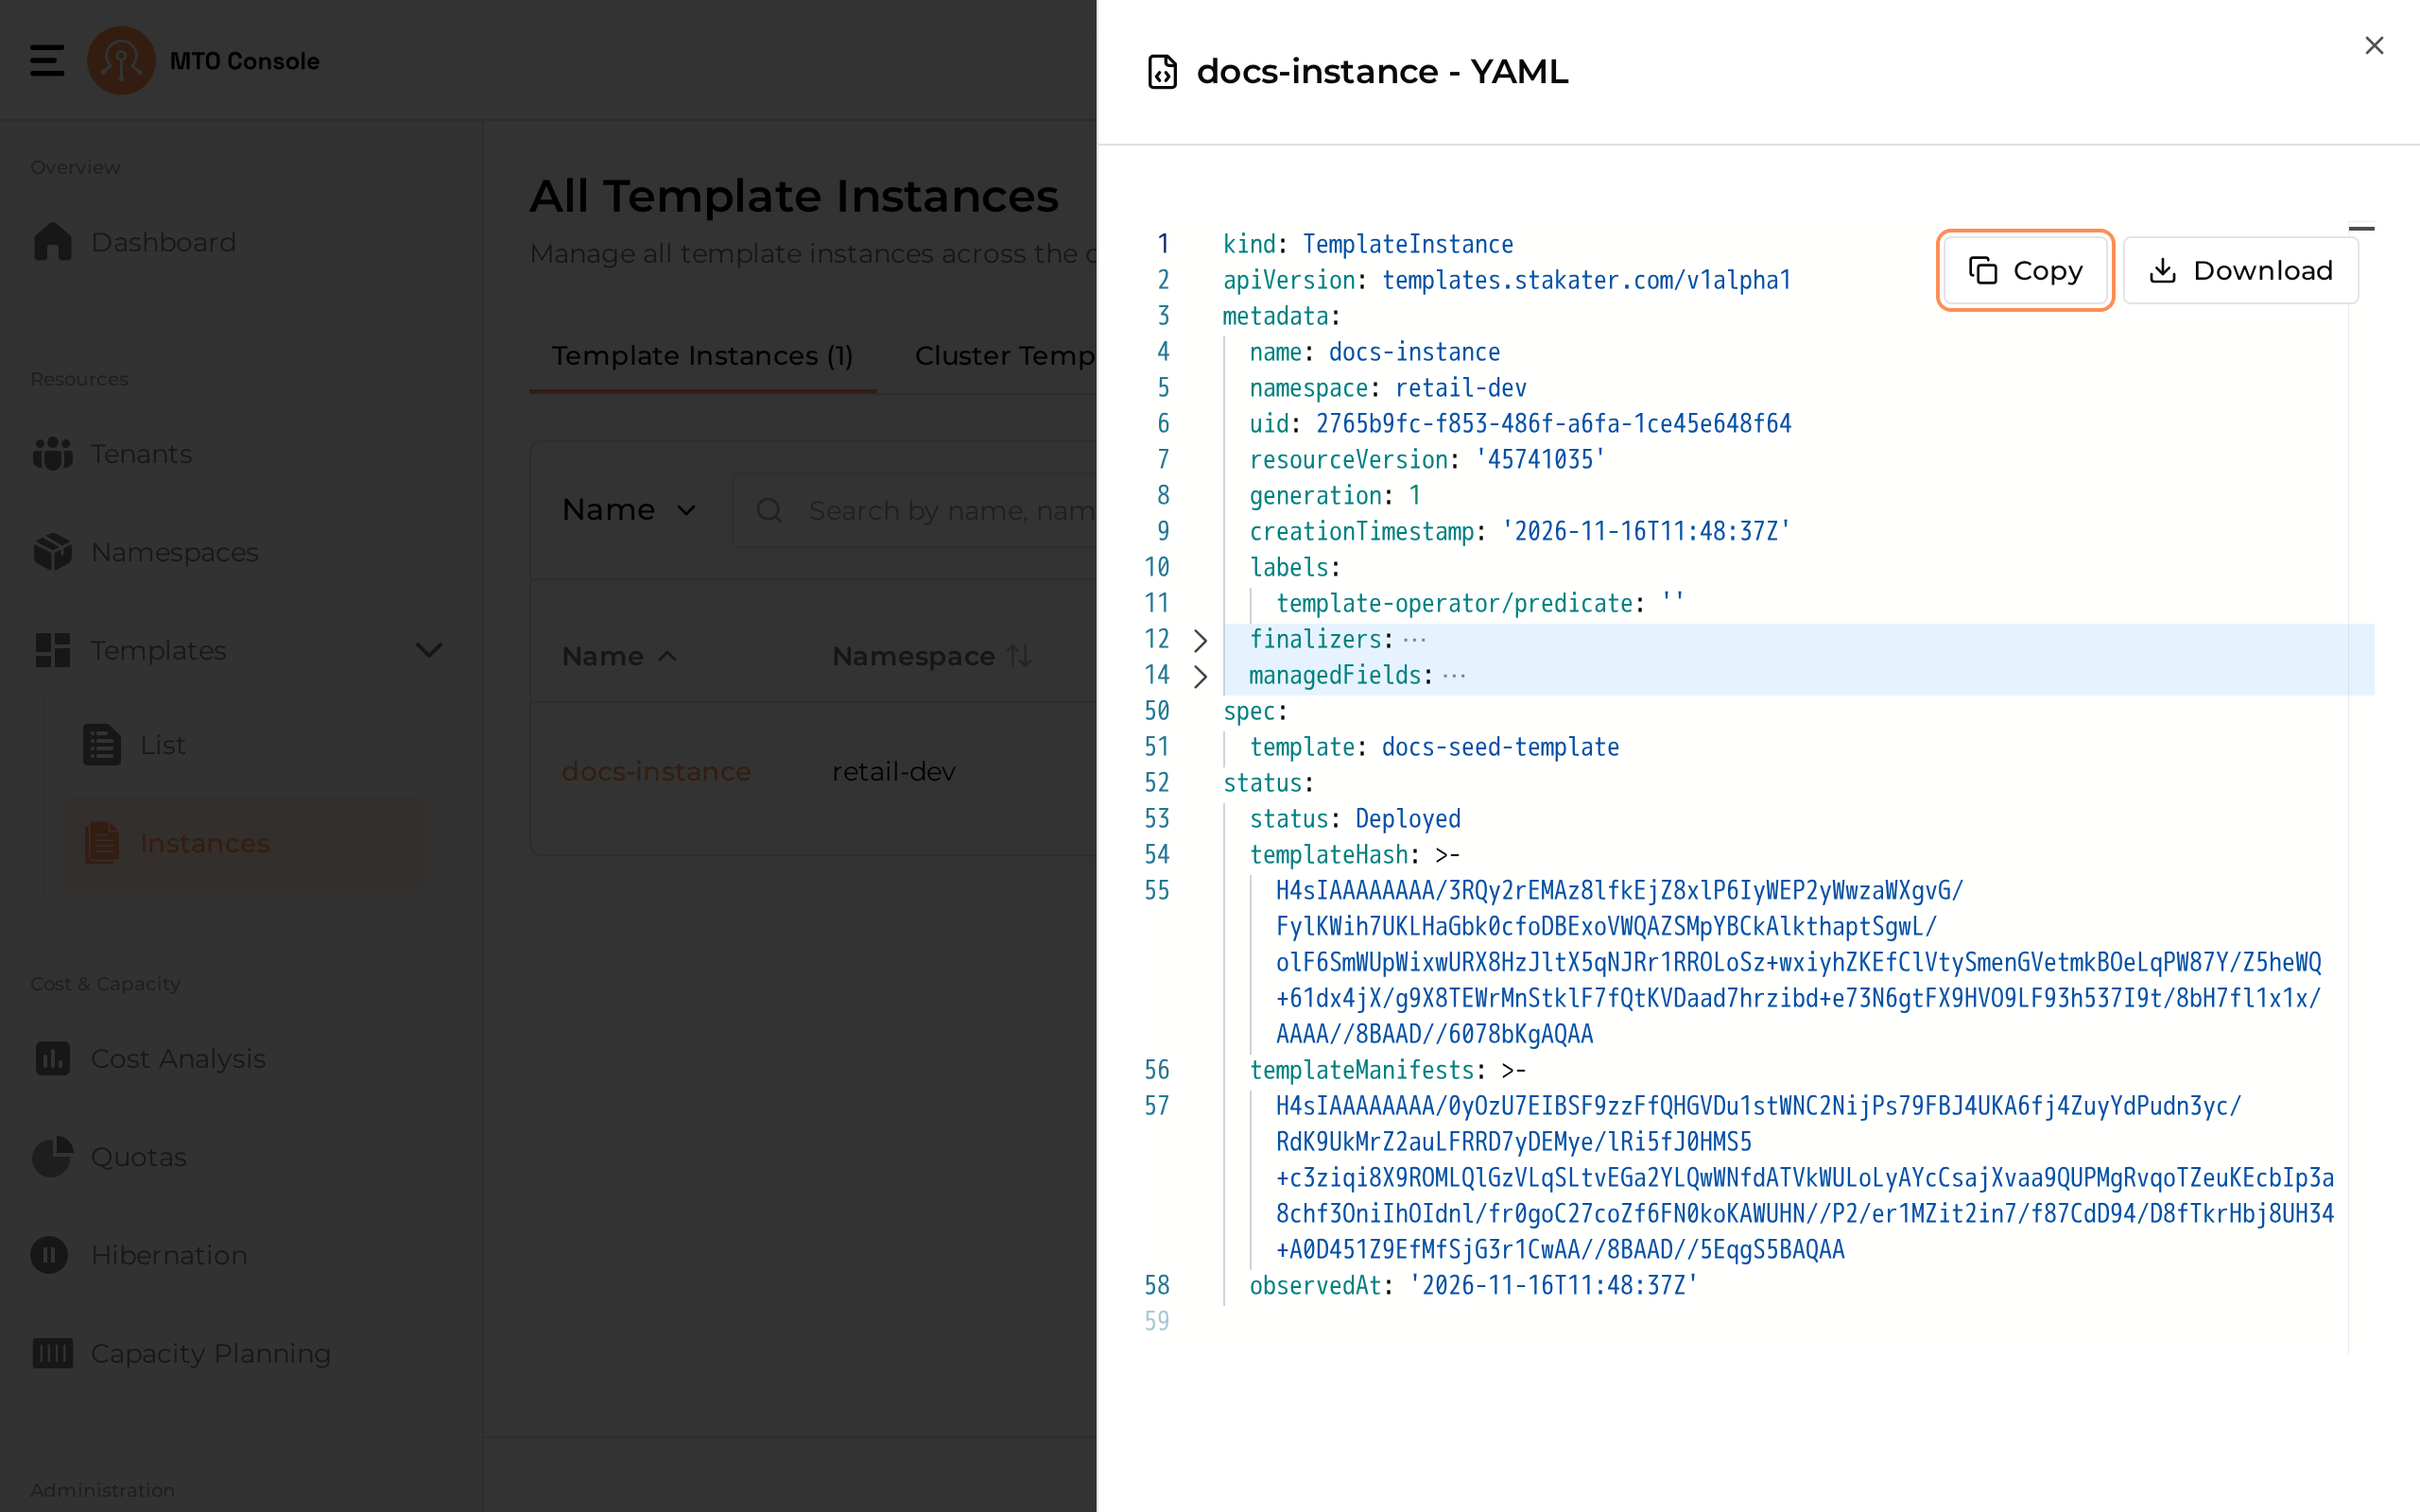 MTO Console
Overview
Dashboard
Resources
Tenants
Namespaces
Templates
List
Instances
Cost & Capacity
Cost Analysis
Quotas
Hibernation
Capacity Planning
Administration
All Template Instances
Manage all template instances across the c
Template Instances (1)
Cluster Temp
Name
Search by name, nam
Name
Namespace
docs-instance
retail-dev
docs-instance - YAML
Copy
Download
1 kind: TemplateInstance
2 apiVersion: templates.stakater.com/v1alpha1
3 metadata:
4 name: docs-instance
5 namespace: retail-dev
6 uid: 2765b9fc-f853-486f-a6fa-1ce45e648f64
7 resourceVersion: '45741035'
8 generation: 1
9 creationTimestamp: '2026-11-16T11:48:37Z'
10 labels:
11 template-operator/predicate: ''
12 finalizers: ···
14 managedFields: ···
50 spec:
51 template: docs-seed-template
52 status:
53 status: Deployed
54 templateHash: >-
55 H4sIAAAAAAAA/3RQy2rEMAz8lfkEjZ8xlP6IyWEP2yWwzaWXgvG/
FylKWih7UKLHaGbk0cfoDBExoVWQAZSMpYBCkAlkthaptSgwL/
olF6SmWUpWixwURX8HzJltX5qNJRr1RROLoSz+wxiyhZKEfClVtySmenGVetmkBOeLqPW87Y/Z5heWQ
+61dx4jX/g9X8TEWrMnStklF7fQtKVDaad7hrzibd+e73N6gtFX9HVO9LF93h537I9t/8bH7fl1x1x/
AAAA//8BAAD//6078bKgAQAA
56 templateManifests: >-
57 H4sIAAAAAAAA/0yOzU7EIBSF9zzFfQHGVDu1stWNC2NijPs79FBJ4UKA6fj4ZuyYdPudn3yc/
RdK9UkMrZ2auLFRRD7yDEMye/lRi5fJ0HMS5
+c3ziqi8X9ROMLQlGzVLqSLtvEGa2YLQwWNfdATVkWULoLyAYcCsajXvaa9QUPMgRvqoTZeuKEcbIp3a
8chf3OniIhOIdnl/fr0goC27coZf6FN0koKAWUHN//P2/er1MZit2in7/f87CdD94/D8fTkrHbj8UH34
+A0D451Z9EfMfSjG3r1CwAA//8BAAD//5EqgS5BAQAA
58 observedAt: '2026-11-16T11:48:37Z'
59